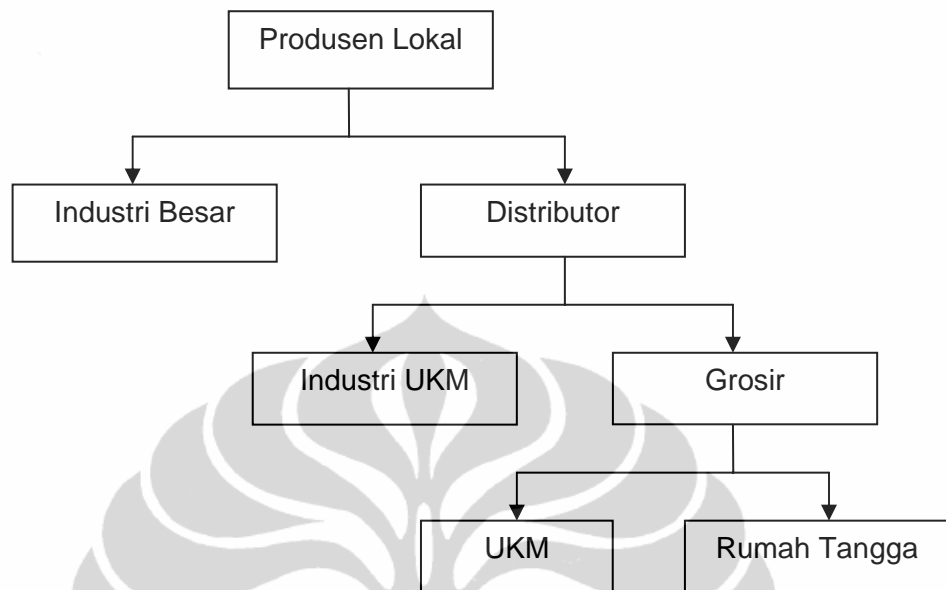 Produsen Lokal
Industri Besar
Distributor
Industri UKM
Grosir
UKM
Rumah Tangga